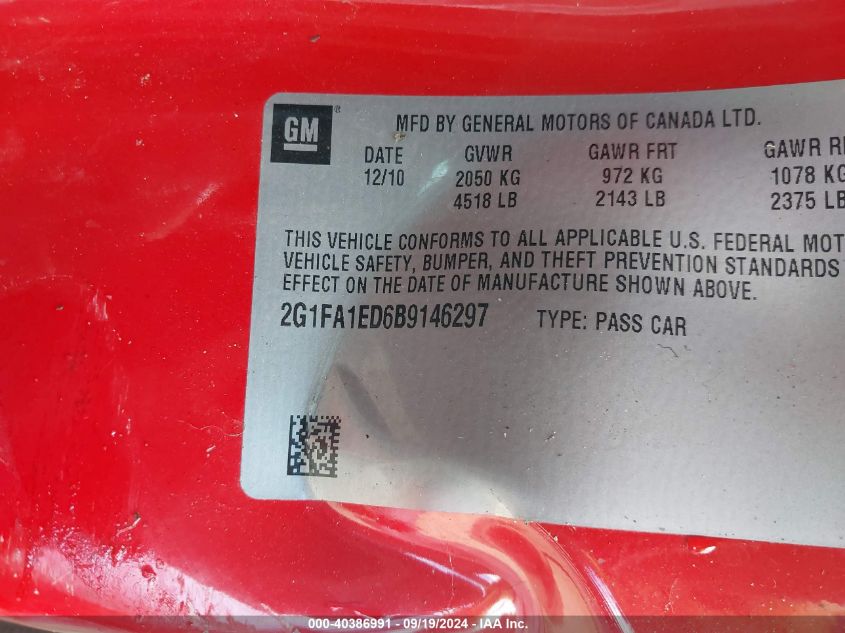 GM ®
MFD BY GENERAL MOTORS OF CANADA LTD.
DATE GVWR GAWR FRT GAWR
12/10 2050 KG 972 KG 1078 KG
4518 LB 2143 LB 2375 LB
THIS VEHICLE CONFORMS TO ALL APPLICABLE U.S. FEDERAL
VEHICLE SAFETY, BUMPER, AND THEFT PREVENTION STANDARDS
EFFECT ON THE DATE OF MANUFACTURE SHOWN ABOVE.
2G1FA1ED6B9146297 TYPE: PASS CAR
000-40386991 - 09/19/2024 - IAA Inc.